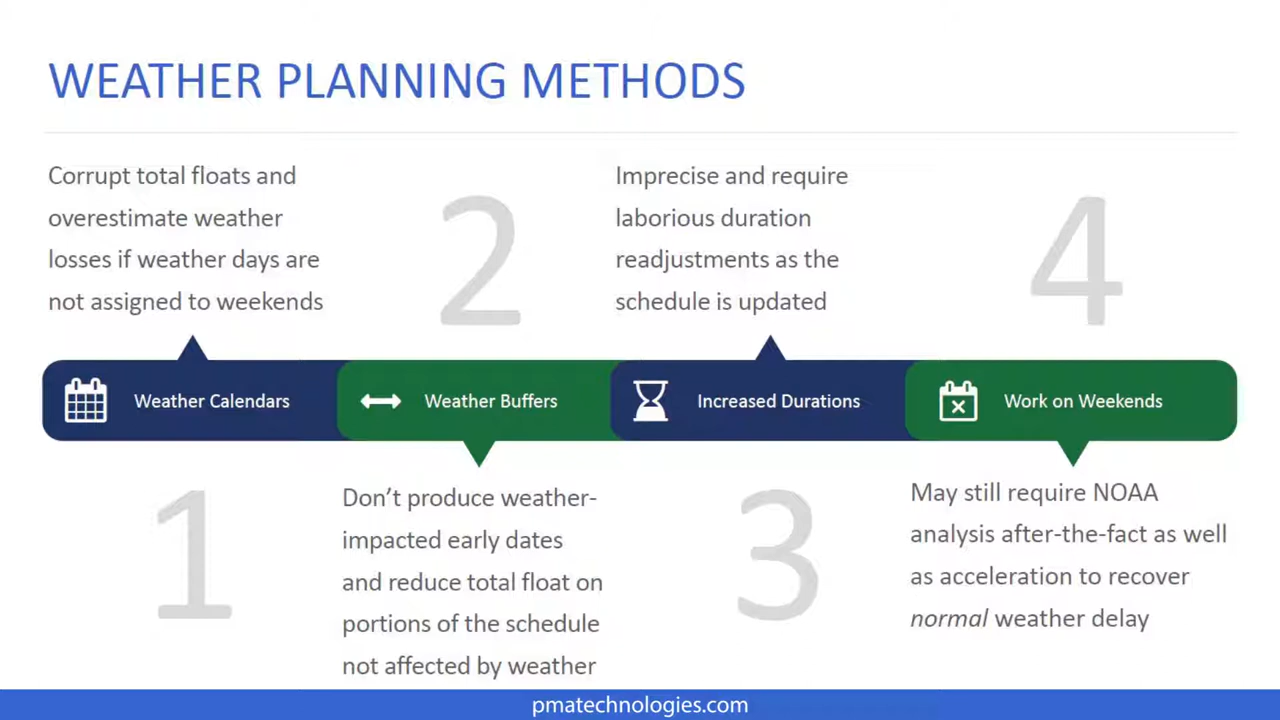 WEATHER PLANNING METHODS
Corrupt total floats and
overestimate weather
losses if weather days are
not assigned to weekends
2
Imprecise and require
laborious duration
readjustments as the
schedule is updated
4
Weather Calendars
Weather Buffers
Increased Durations
Work on Weekends
1
Don’t produce weather-
impacted early dates
and reduce total float on
portions of the schedule
not affected by weather
3
May still require NOAA
analysis after-the-fact as well
as acceleration to recover
normal weather delay
pmatechnologies.com